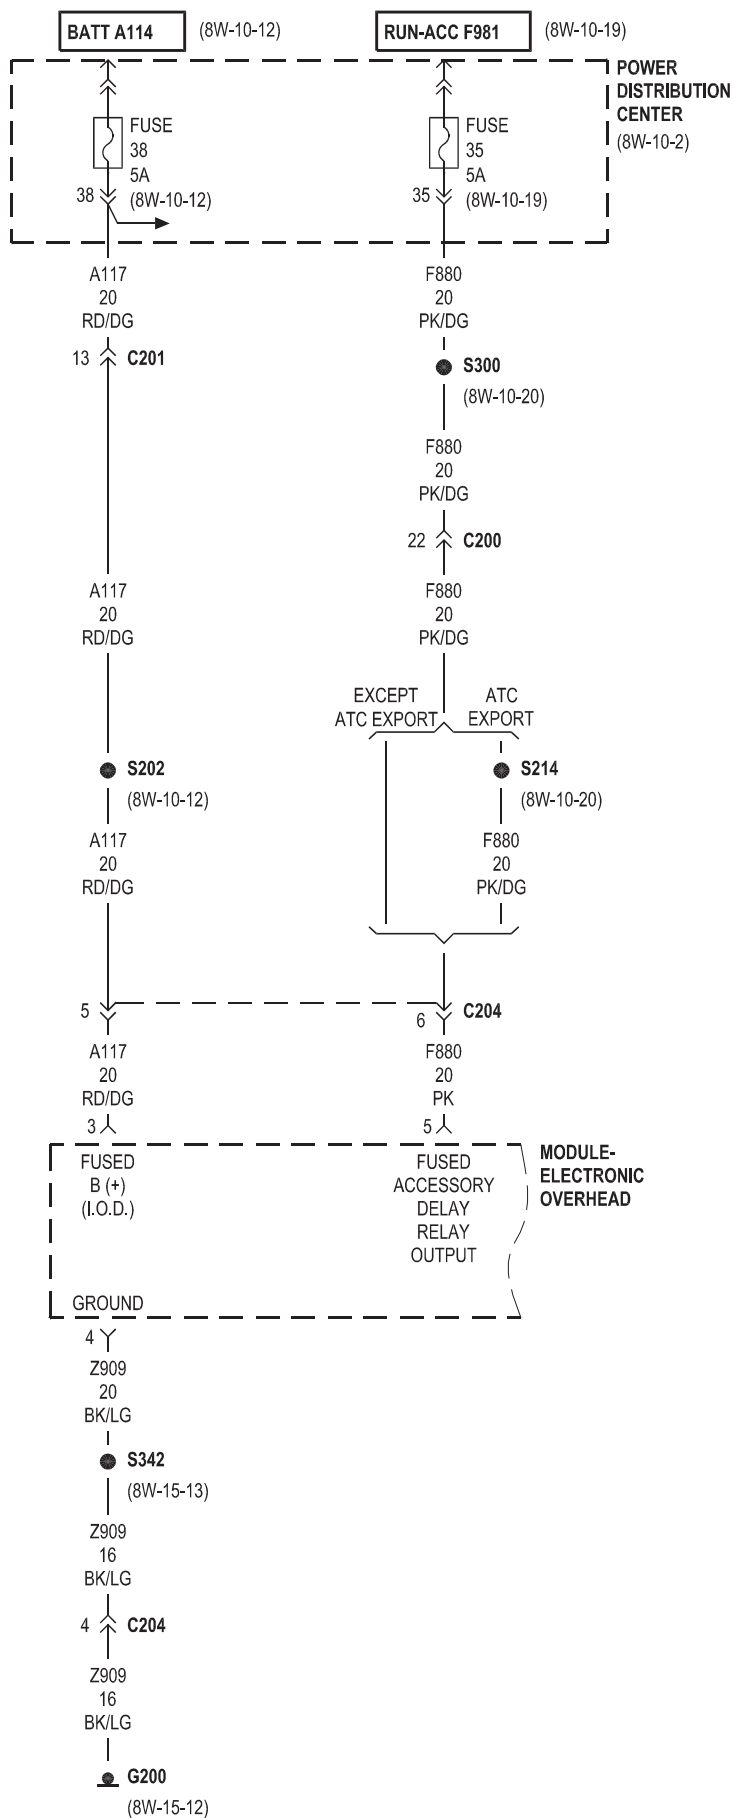 BATT A114
(8W-10-12)
RUN-ACC F981
(8W-10-19)
POWER
DISTRIBUTION
CENTER
(8W-10-2)
FUSE
38
5A
(8W-10-12)
38
FUSE
35
5A
(8W-10-19)
35
A117
20
RD/DG
F880
20
PK/DG
13
C201
S300
(8W-10-20)
F880
20
PK/DG
22
C200
A117
20
RD/DG
F880
20
PK/DG
EXCEPT
ATC EXPORT
ATC
EXPORT
S202
(8W-10-12)
S214
(8W-10-20)
A117
20
RD/DG
F880
20
PK/DG
5
6
C204
A117
20
RD/DG
F880
20
PK
3
5
MODULE-
ELECTRONIC
OVERHEAD
FUSED
B (+)
(I.O.D.)
FUSED
ACCESSORY
DELAY
RELAY
OUTPUT
GROUND
4
Z909
20
BK/LG
S342
(8W-15-13)
Z909
16
BK/LG
4
C204
Z909
16
BK/LG
G200
(8W-15-12)